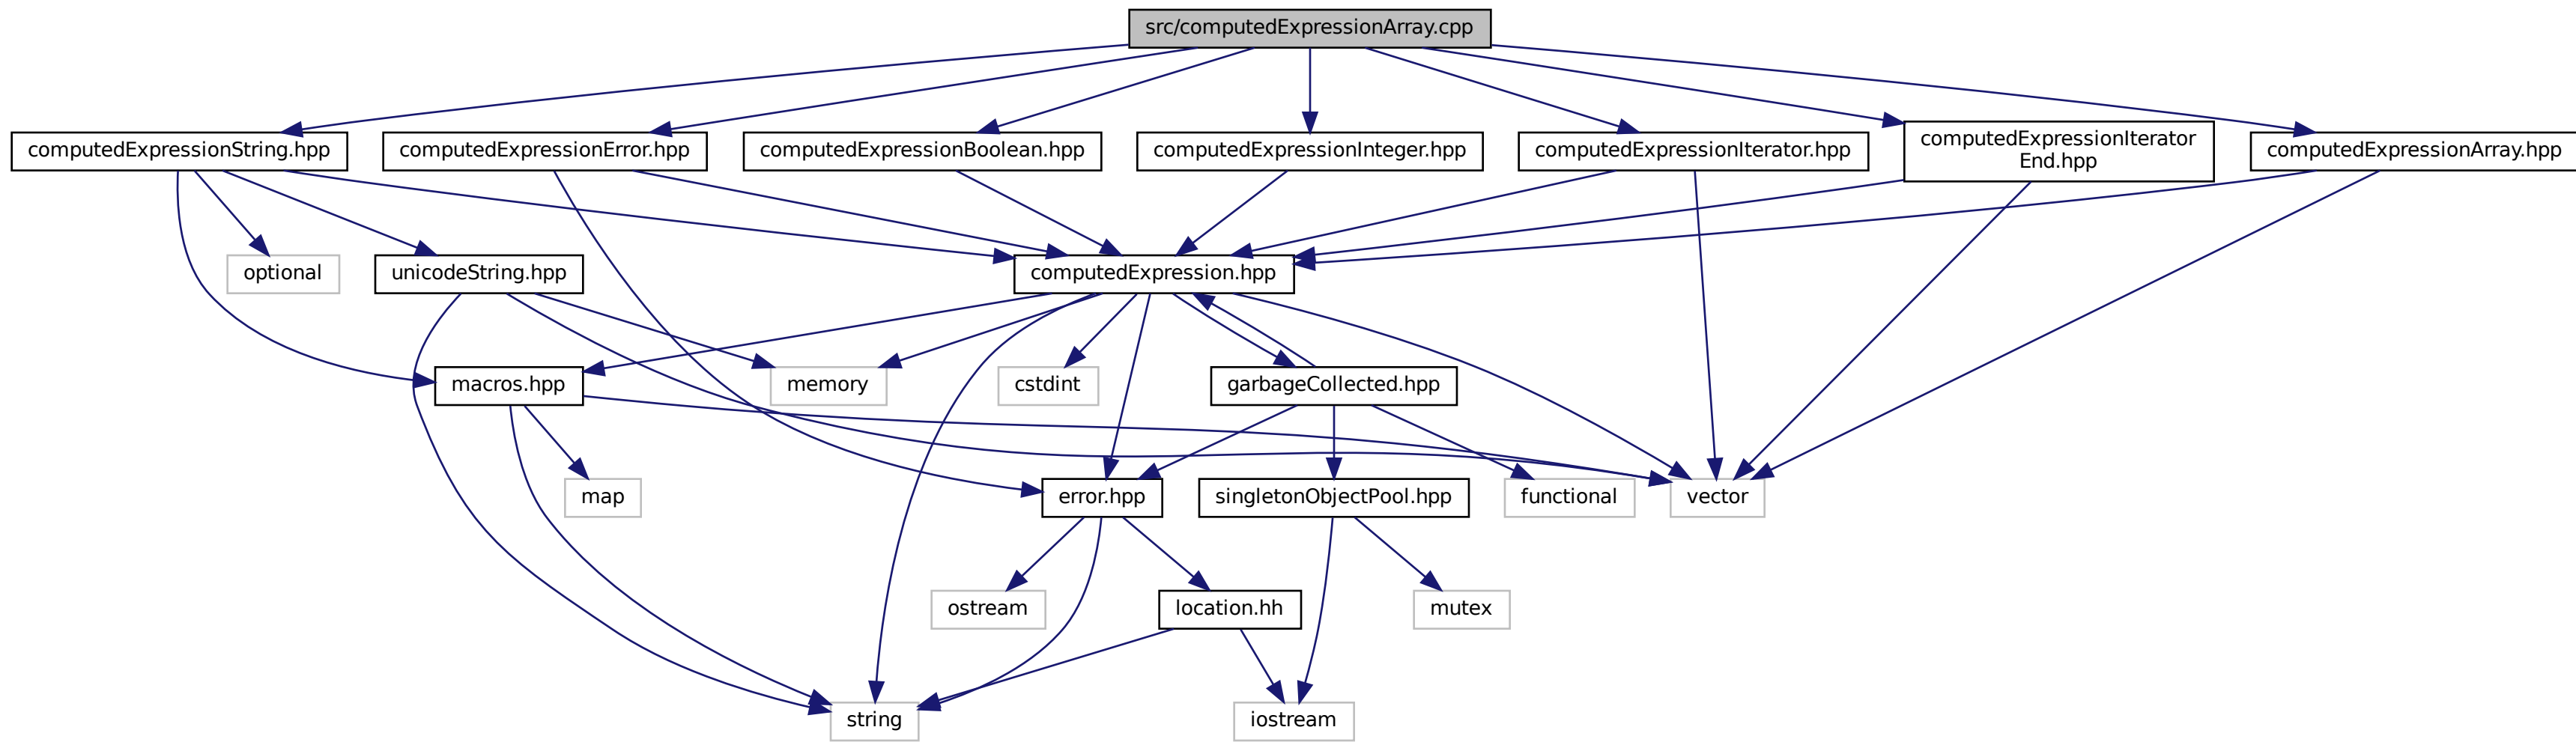 src/computedExpressionArray.cpp
computedExpressionString.hpp
computedExpressionError.hpp
computedExpressionBoolean.hpp
computedExpressionInteger.hpp
computedExpressionIterator.hpp
computedExpressionIterator
End.hpp
computedExpressionArray.hpp
optional
unicodeString.hpp
computedExpression.hpp
macros.hpp
memory
cstdint
garbageCollected.hpp
map
error.hpp
singletonObjectPool.hpp
functional
vector
ostream
location.hh
mutex
string
iostream